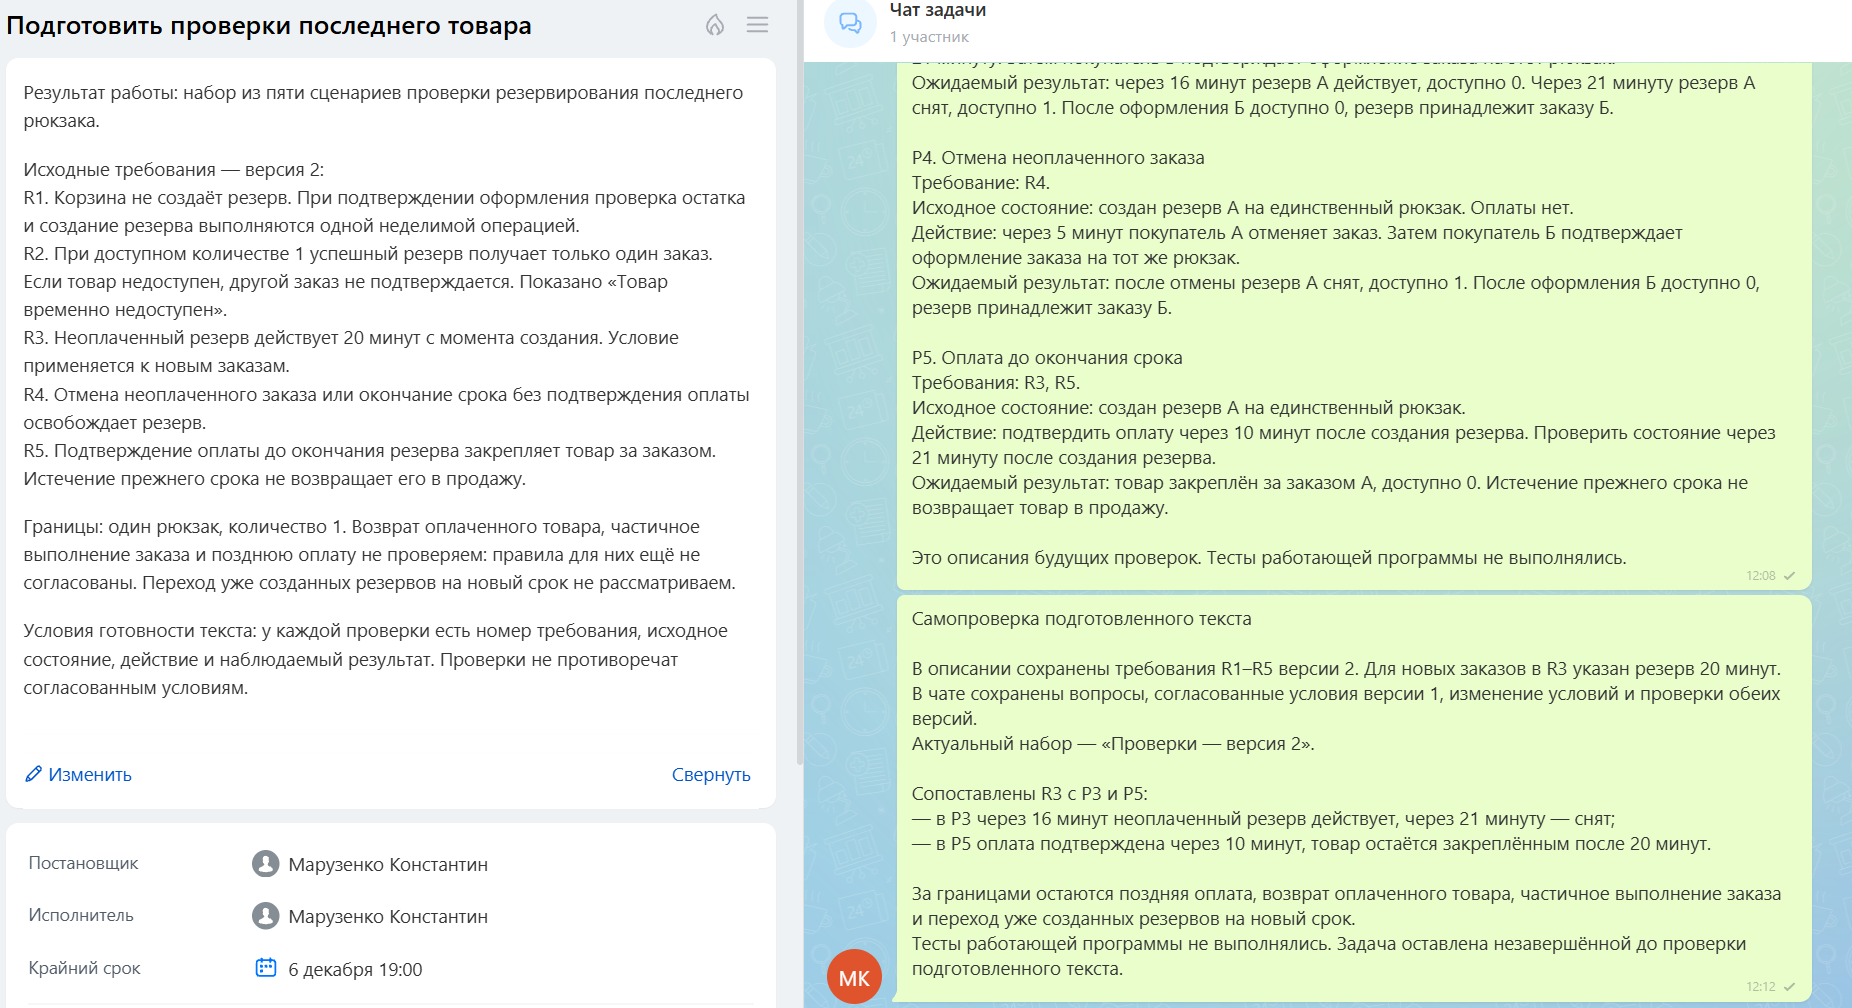 Подготовить проверки последнего товара
Результат работы: набор из пяти сценариев проверки резервирования последнего
рюкзака.
Исходные требования — версия 2:
R1. Корзина не создаёт резерв. При подтверждении оформления проверка остатка
и создание резерва выполняются одной неделимой операцией.
R2. При доступном количестве 1 успешный резерв получает только один заказ.
Если товар недоступен, другой заказ не подтверждается. Показано «Товар
временно недоступен».
R3. Неоплаченный резерв действует 20 минут с момента создания. Условие
применяется к новым заказам.
R4. Отмена неоплаченного заказа или окончание срока без подтверждения оплаты
освобождает резерв.
R5. Подтверждение оплаты до окончания резерва закрепляет товар за заказом.
Истечение прежнего срока не возвращает его в продажу.
Границы: один рюкзак, количество 1. Возврат оплаченного товара, частичное
выполнение заказа и позднюю оплату не проверяем: правила для них ещё не
согласованы. Переход уже созданных резервов на новый срок не рассматриваем.
Условия готовности текста: у каждой проверки есть номер требования, исходное
состояние, действие и наблюдаемый результат. Проверки не противоречат
согласованным условиям.
Изменить
Свернуть
Постановщик
Марузенко Константин
Исполнитель
Марузенко Константин
Крайний срок
6 декабря 19:00
Чат задачи
1 участник
Ожидаемый результат: через 16 минут резерв А действует, доступно 0. Через 21 минуту резерв А
снят, доступно 1. После оформления Б доступно 0, резерв принадлежит заказу Б.
P4. Отмена неоплаченного заказа
Требование: R4.
Исходное состояние: создан резерв А на единственный рюкзак. Оплаты нет.
Действие: через 5 минут покупатель А отменяет заказ. Затем покупатель Б подтверждает
оформление заказа на тот же рюкзак.
Ожидаемый результат: после отмены резерв А снят, доступно 1. После оформления Б доступно 0,
резерв принадлежит заказу Б.
P5. Оплата до окончания срока
Требования: R3, R5.
Исходное состояние: создан резерв А на единственный рюкзак.
Действие: подтвердить оплату через 10 минут после создания резерва. Проверить состояние через
21 минуту после создания резерва.
Ожидаемый результат: товар закреплён за заказом А, доступно 0. Истечение прежнего срока не
возвращает товар в продажу.
Это описания будущих проверок. Тесты работающей программы не выполнялись.
12:08
Самопроверка подготовленного текста
В описании сохранены требования R1–R5 версии 2. Для новых заказов в R3 указан резерв 20 минут.
В чате сохранены вопросы, согласованные условия версии 1, изменение условий и проверки обеих
версий.
Актуальный набор — «Проверки — версия 2».
Сопоставлены R3 с P3 и P5:
— в P3 через 16 минут неоплаченный резерв действует, через 21 минуту — снят;
— в P5 оплата подтверждена через 10 минут, товар остаётся закреплённым после 20 минут.
За границами остаются поздняя оплата, возврат оплаченного товара, частичное выполнение заказа
и переход уже созданных резервов на новый срок.
Тесты работающей программы не выполнялись. Задача оставлена незавершённой до проверки
подготовленного текста.
12:12
МК